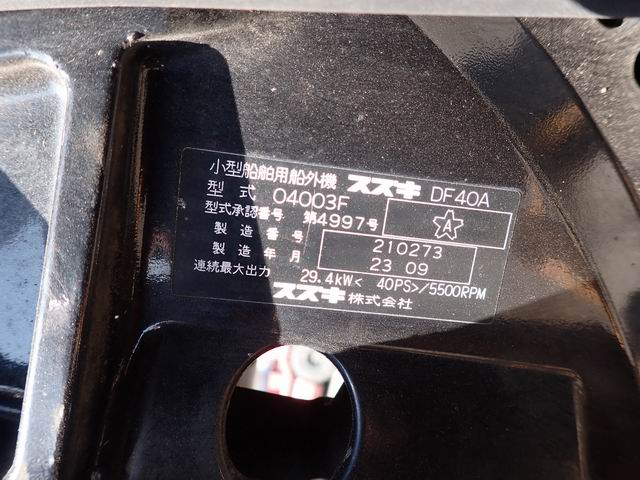 小型船舶用船外機 スズキ DF40A
型式 04003F
型式承認番号 第4997号 A
製造番号 210273
製造年月 23 09
連続最大出力 29.4kW< 40PS>/5500RPM
スズキ株式会社